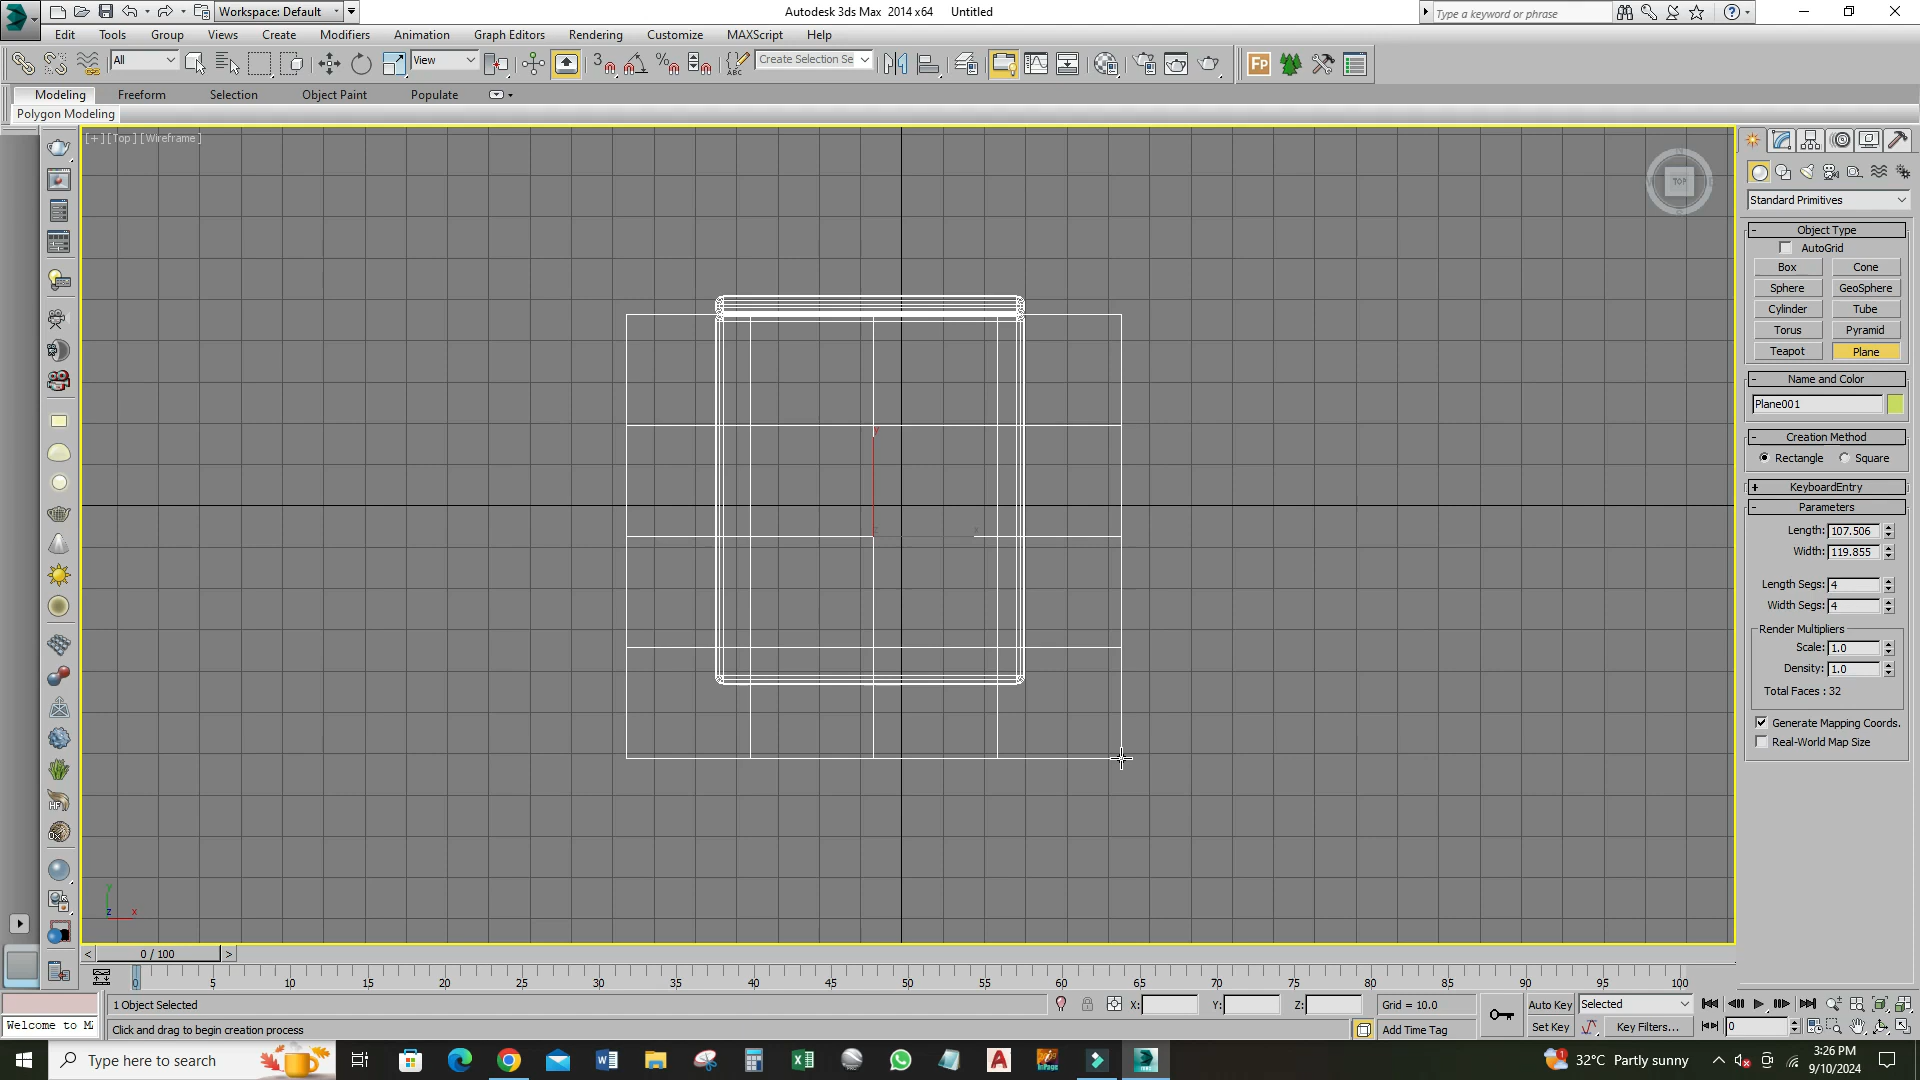 Workspace: Default
Autodesk 3ds Max 2014 x64 Untitled
Type a keyword or phrase
Edit Tools Group Views Create Modifiers Animation Graph Editors Rendering Customize MAXScript Help
All
View
Create Selection Se
Modeling Freeform Selection Object Paint Populate
Polygon Modeling
[+] [Top] [Wireframe]
TOP
Standard Primitives
Object Type
AutoGrid
Box Cone
Sphere GeoSphere
Cylinder Tube
Torus Pyramid
Teapot Plane
Name and Color
Plane001
Creation Method
Rectangle Square
KeyboardEntry
Parameters
Length: 107.506
Width: 119.855
Length Segs: 4
Width Segs: 4
Render Multipliers
Scale: 1.0
Density: 1.0
Total Faces : 32
Generate Mapping Coords.
Real-World Map Size
0 / 100
0 5 10 15 20 25 30 35 40 45 50 55 60 65 70 75 80 85 90 95 100
1 Object Selected
X: Y: Z: Grid = 10.0
Auto Key Selected
Welcome to M
Click and drag to begin creation process
Add Time Tag
Set Key Key Filters...
0
Type here to search
32°C Partly sunny
3:26 PM
9/10/2024